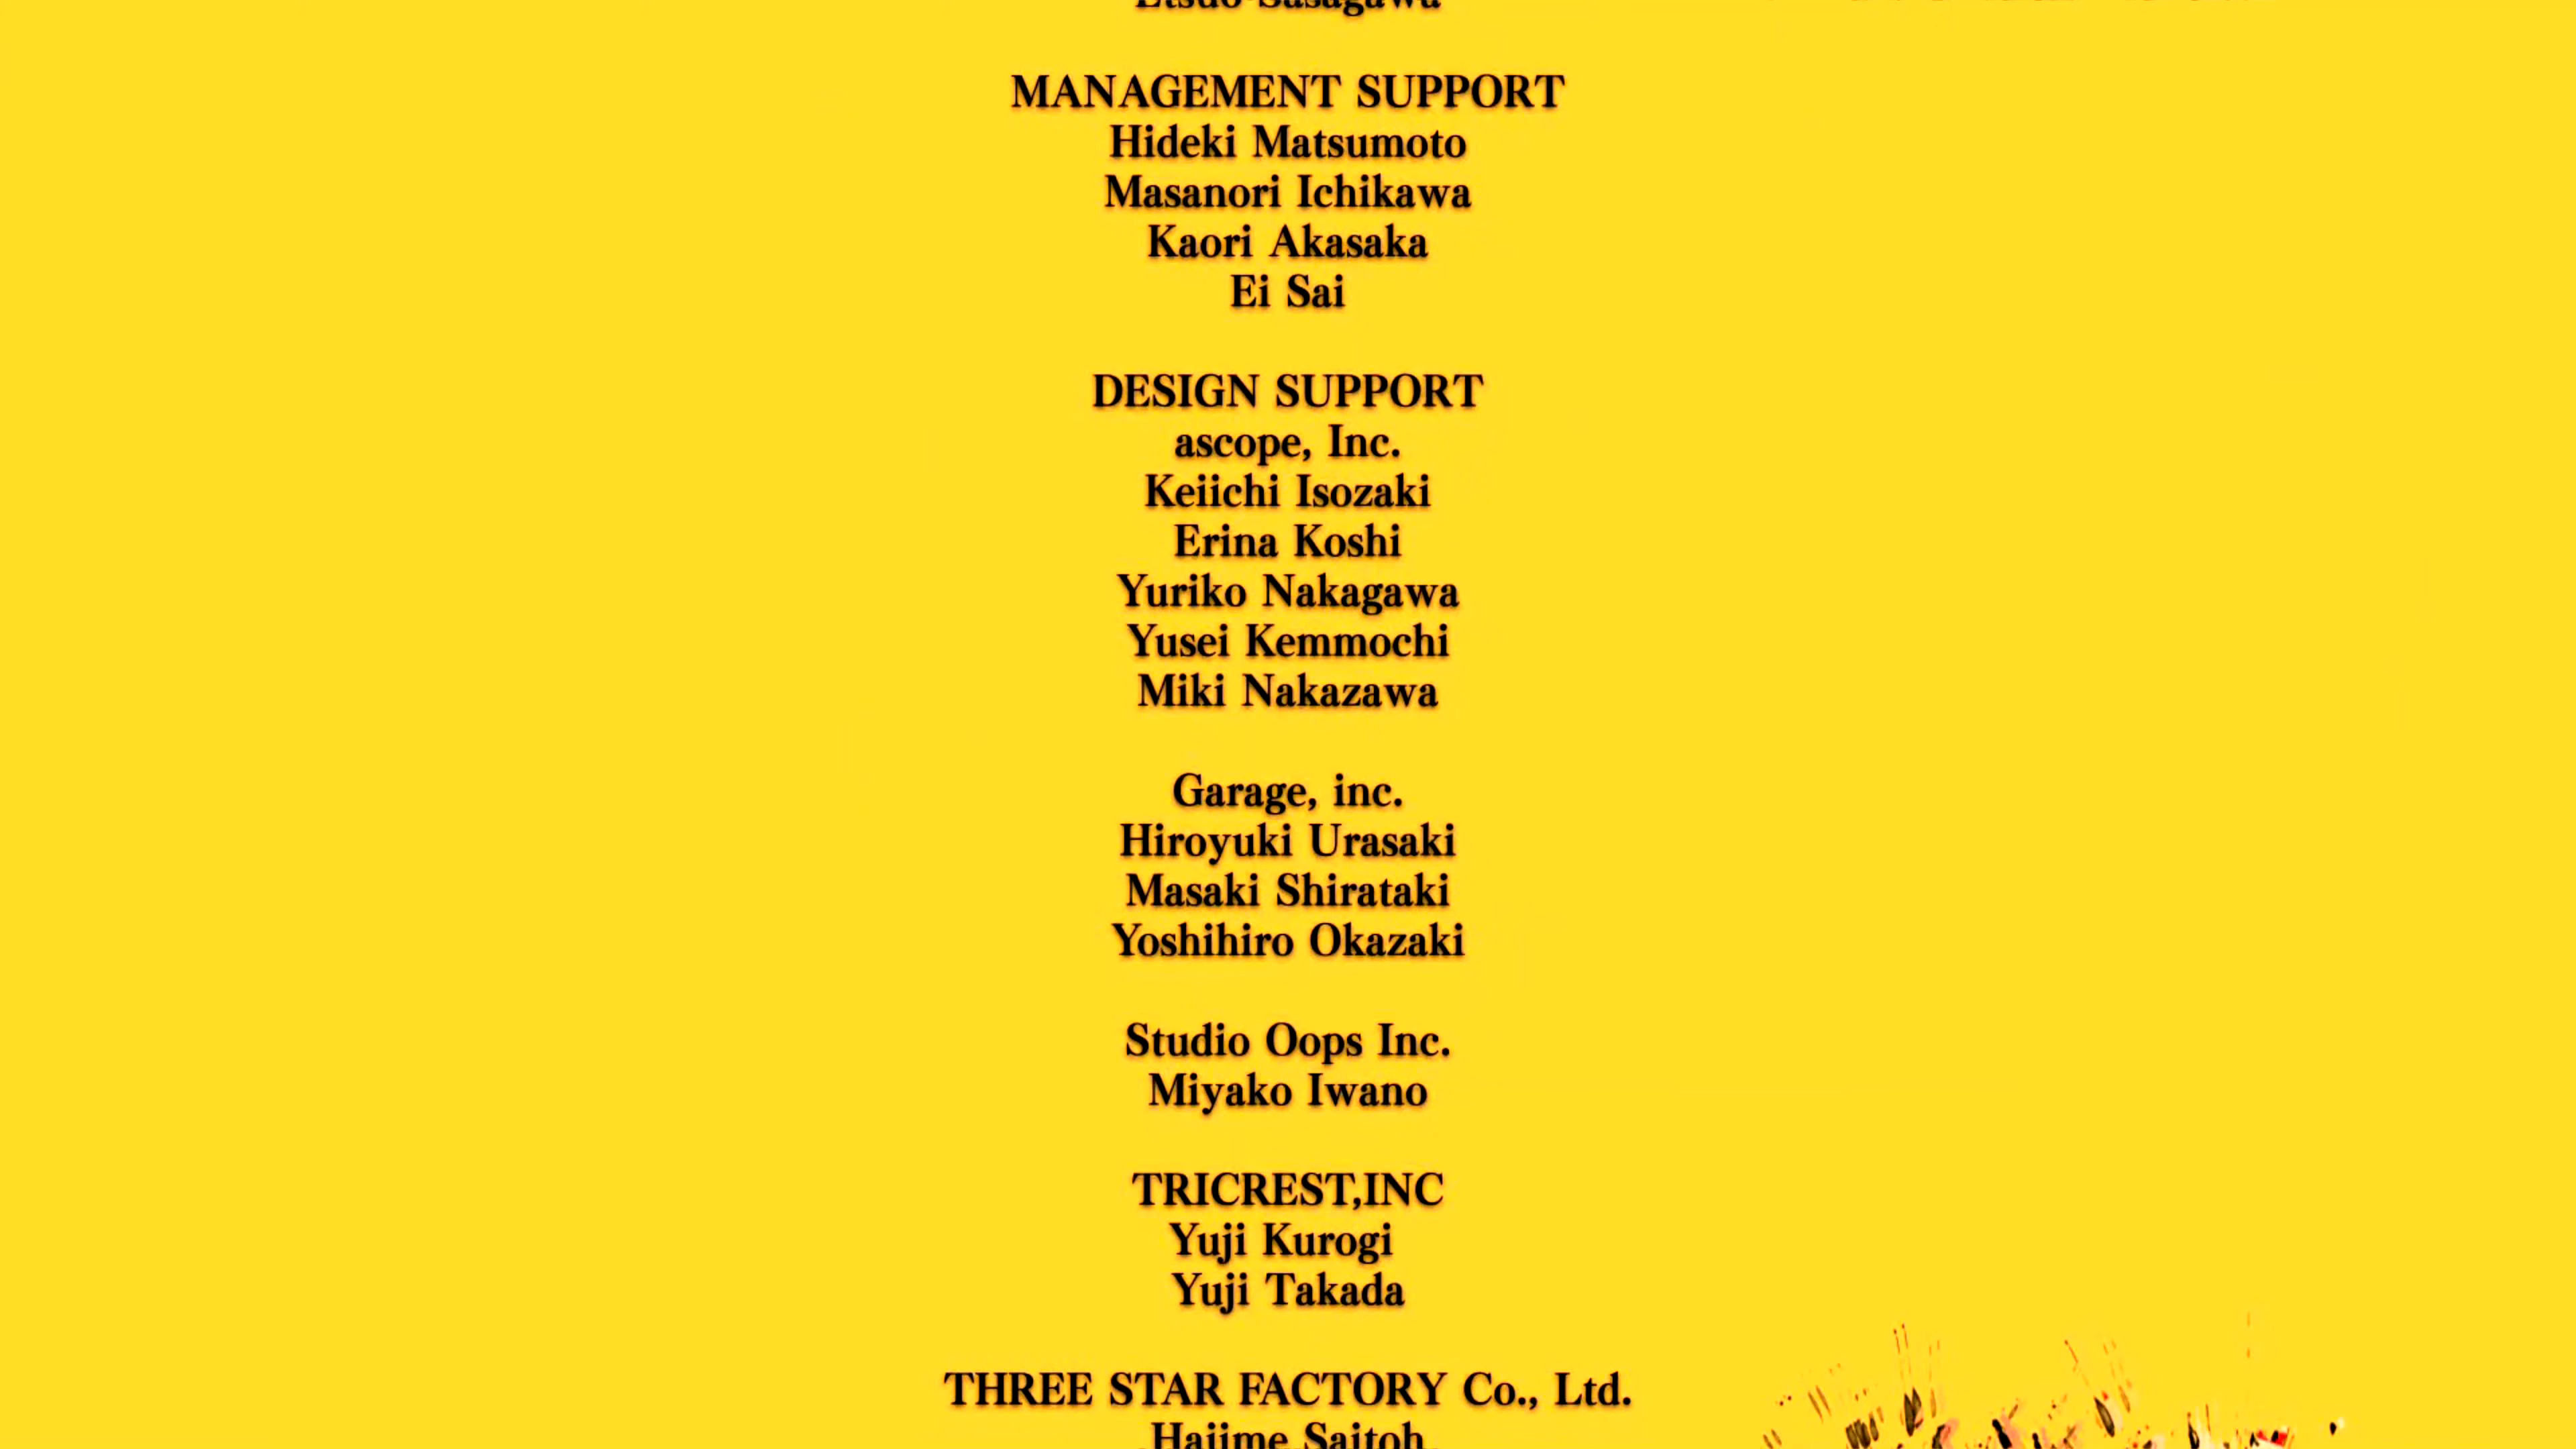 Etsuo Sasagawa
MANAGEMENT SUPPORT
Hideki Matsumoto
Masanori Ichikawa
Kaori Akasaka
Ei Sai
DESIGN SUPPORT
ascope, Inc.
Keiichi Isozaki
Erina Koshi
Yuriko Nakagawa
Yusei Kemmochi
Miki Nakazawa
Garage, inc.
Hiroyuki Urasaki
Masaki Shirataki
Yoshihiro Okazaki
Studio Oops Inc.
Miyako Iwano
TRICREST,INC
Yuji Kurogi
Yuji Takada
THREE STAR FACTORY Co., Ltd.
Hajime Saitoh